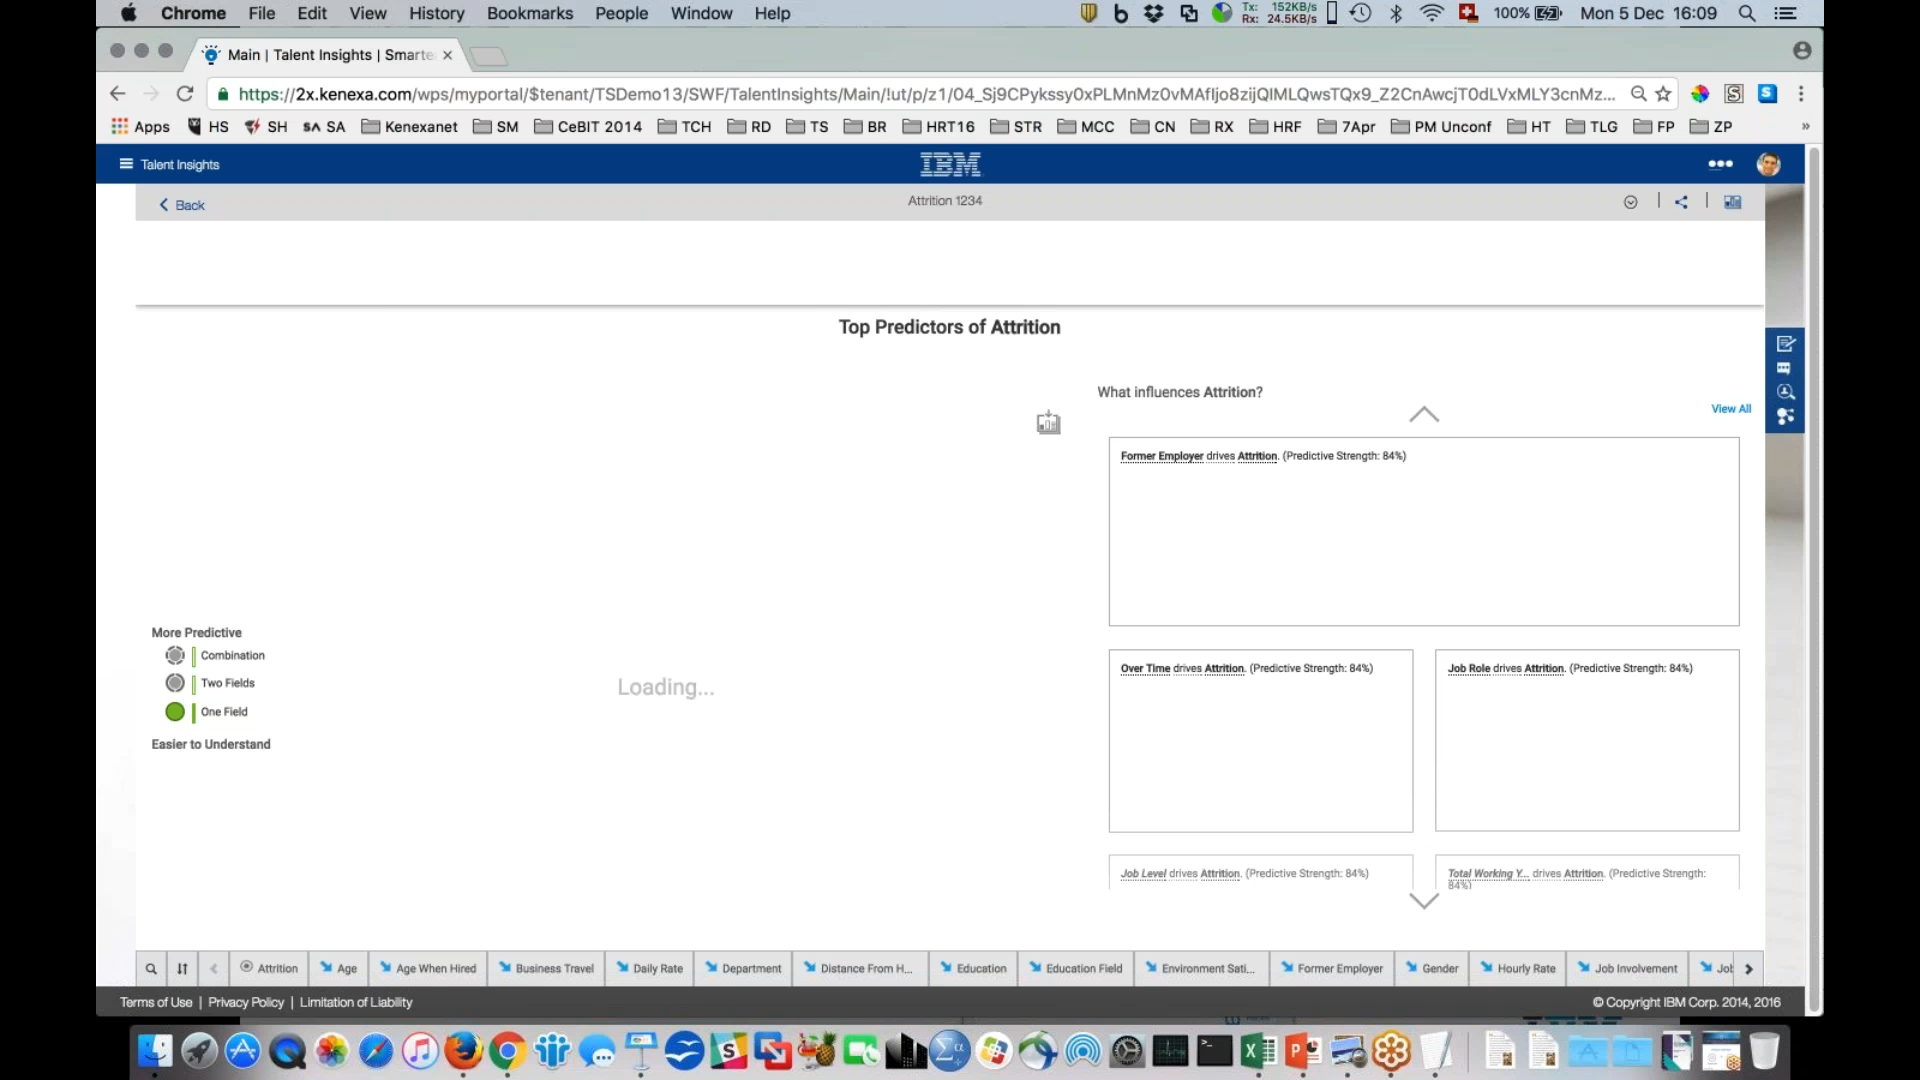 Chrome File Edit View History Bookmarks People Window Help
Tx: 152KB/s
Rx: 24.5KB/s
100% Mon 5 Dec 16:09
Main | Talent Insights | Smarte
https://2x.kenexa.com/wps/myportal/$tenant/TSDemo13/SWF/TalentInsights/Main/!ut/p/z1/04_Sj9CPykssy0xPLMnMz0vMAfIjo8zijQlMLQwsTQx9_Z2CnAwcjT0dLVxMLY3cnMz...
Apps HS SH SA SA Kenexanet SM CeBIT 2014 TCH RD TS BR HRT16 STR MCC CN RX HRF 7Apr PM Unconf HT TLG FP ZP »
Talent Insights
IBM
Back
Attrition 1234
Top Predictors of Attrition
What influences Attrition?
View All
Former Employer drives Attrition. (Predictive Strength: 84%)
More Predictive
Combination
Two Fields
One Field
Easier to Understand
Loading...
Over Time drives Attrition. (Predictive Strength: 84%)
Job Role drives Attrition. (Predictive Strength: 84%)
Job Level drives Attrition. (Predictive Strength: 84%)
Total Working Y... drives Attrition. (Predictive Strength:
84%)
Attrition Age Age When Hired Business Travel Daily Rate Department Distance From H... Education Education Field Environment Sati... Former Employer Gender Hourly Rate Job Involvement Jol
Terms of Use | Privacy Policy | Limitation of Liability
© Copyright IBM Corp. 2014, 2016